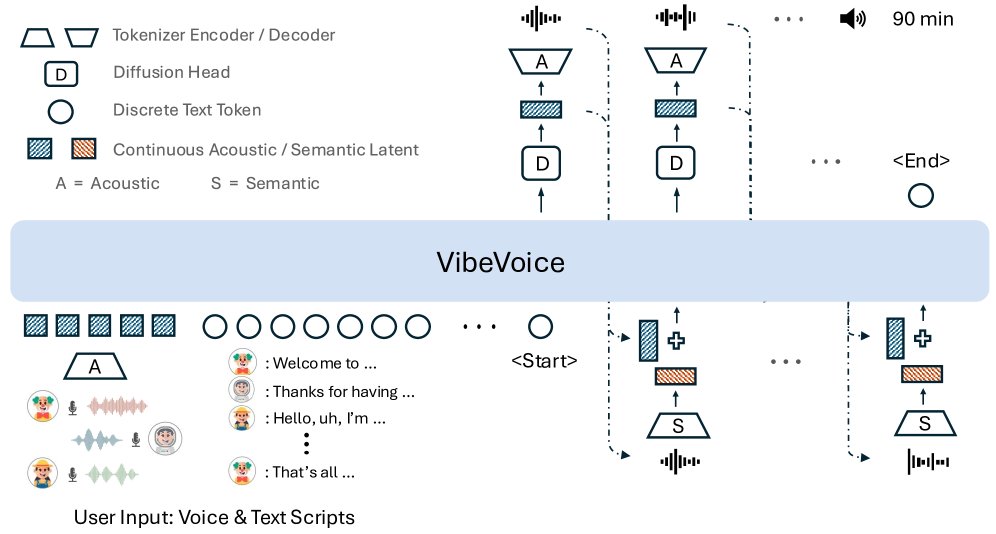 Tokenizer Encoder / Decoder
D
Diffusion Head
Discrete Text Token
Continuous Acoustic / Semantic Latent
A = Acoustic
S = Semantic
A
A
...
90 min
D
D
...
<End>
VibeVoice
...
<Start>
...
A
: Welcome to ...
: Thanks for having ...
: Hello, uh, I'm ...
: That's all ...
S
S
User Input: Voice & Text Scripts